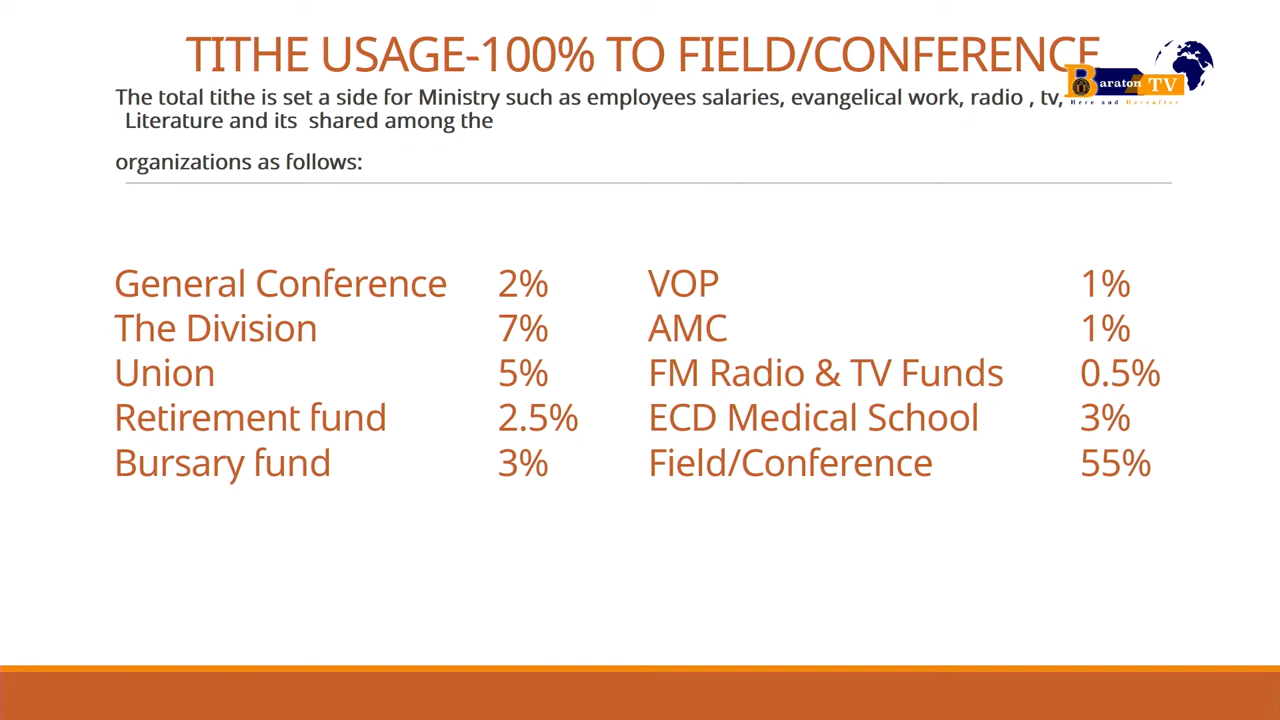 TITHE USAGE-100% TO FIELD/CONFERENCE
Baraton TV
Here and Hereafter
The total tithe is set a side for Ministry such as employees salaries, evangelical work, radio , tv,
Literature and its shared among the
organizations as follows:
General Conference 2% VOP 1%
The Division 7% AMC 1%
Union 5% FM Radio & TV Funds 0.5%
Retirement fund 2.5% ECD Medical School 3%
Bursary fund 3% Field/Conference 55%